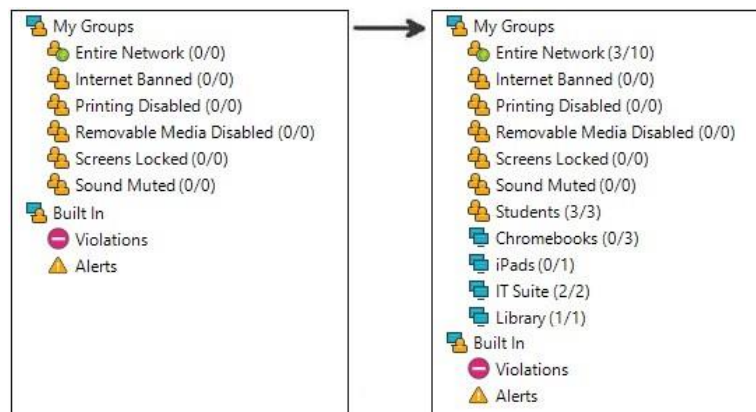 My Groups
Entire Network (0/0)
Internet Banned (0/0)
Printing Disabled (0/0)
Removable Media Disabled (0/0)
Screens Locked (0/0)
Sound Muted (0/0)
Built In
Violations
Alerts
My Groups
Entire Network (3/10)
Internet Banned (0/0)
Printing Disabled (0/0)
Removable Media Disabled (0/0)
Screens Locked (0/0)
Sound Muted (0/0)
Students (3/3)
Chromebooks (0/3)
iPads (0/1)
IT Suite (2/2)
Library (1/1)
Built In
Violations
Alerts